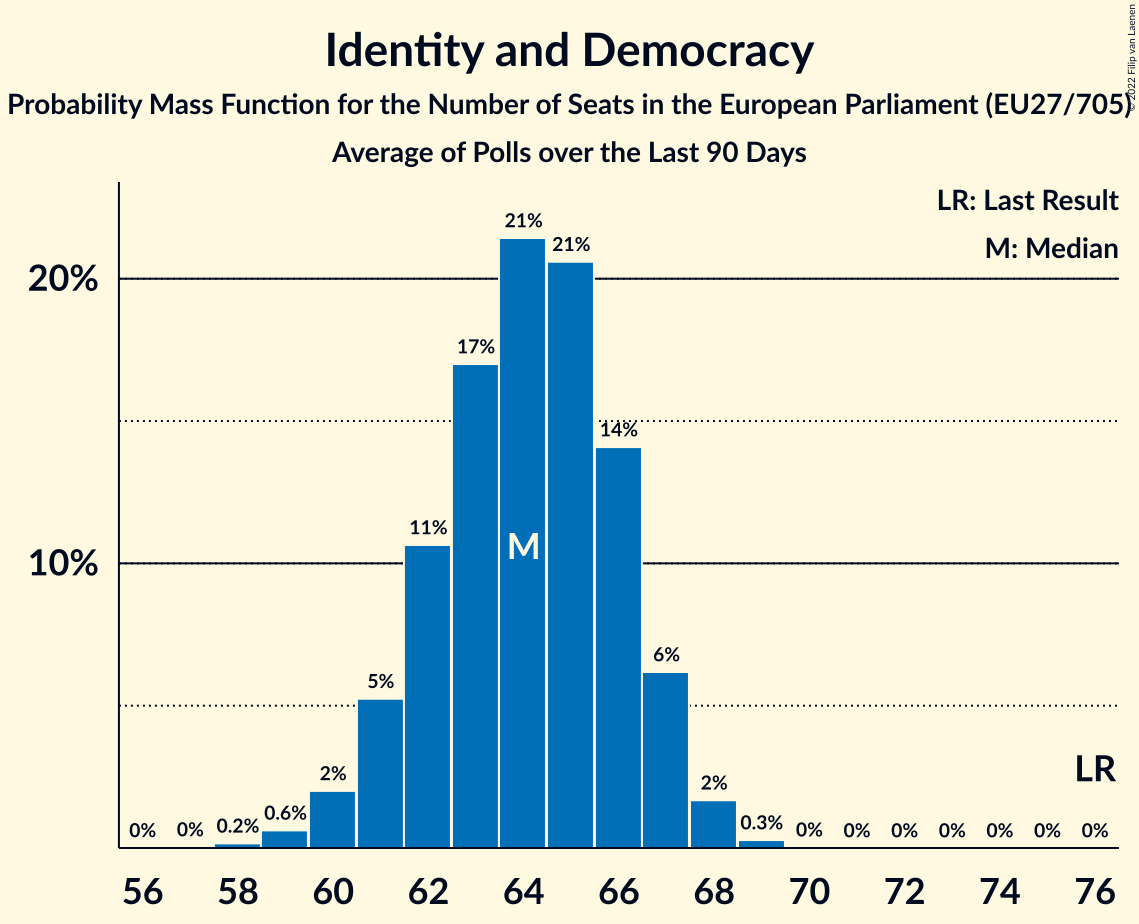 Identity and Democracy
Probability Mass Function for the Number of Seats in the European Parliament (EU27/705)
Average of Polls over the Last 90 Days
© 2022 Filip van Laenen
LR: Last Result
M: Median
20%
10%
0% 0% 0.2% 0.6% 2% 5% 11% 17% 21% 21% 14% 6% 2% 0.3% 0% 0% 0% 0% 0% 0% 0%
M
LR
56 58 60 62 64 66 68 70 72 74 76